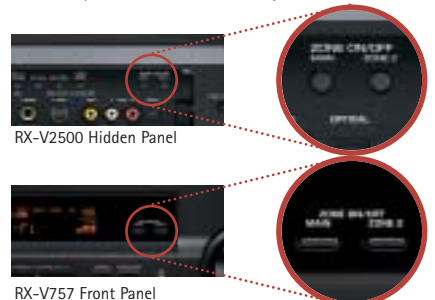 ZONE ON/OFF
MAIN ZONE 2
OPTICAL
RX-V2500 Hidden Panel
ZONE ON/OFF
MAIN ZONE 2
RX-V757 Front Panel